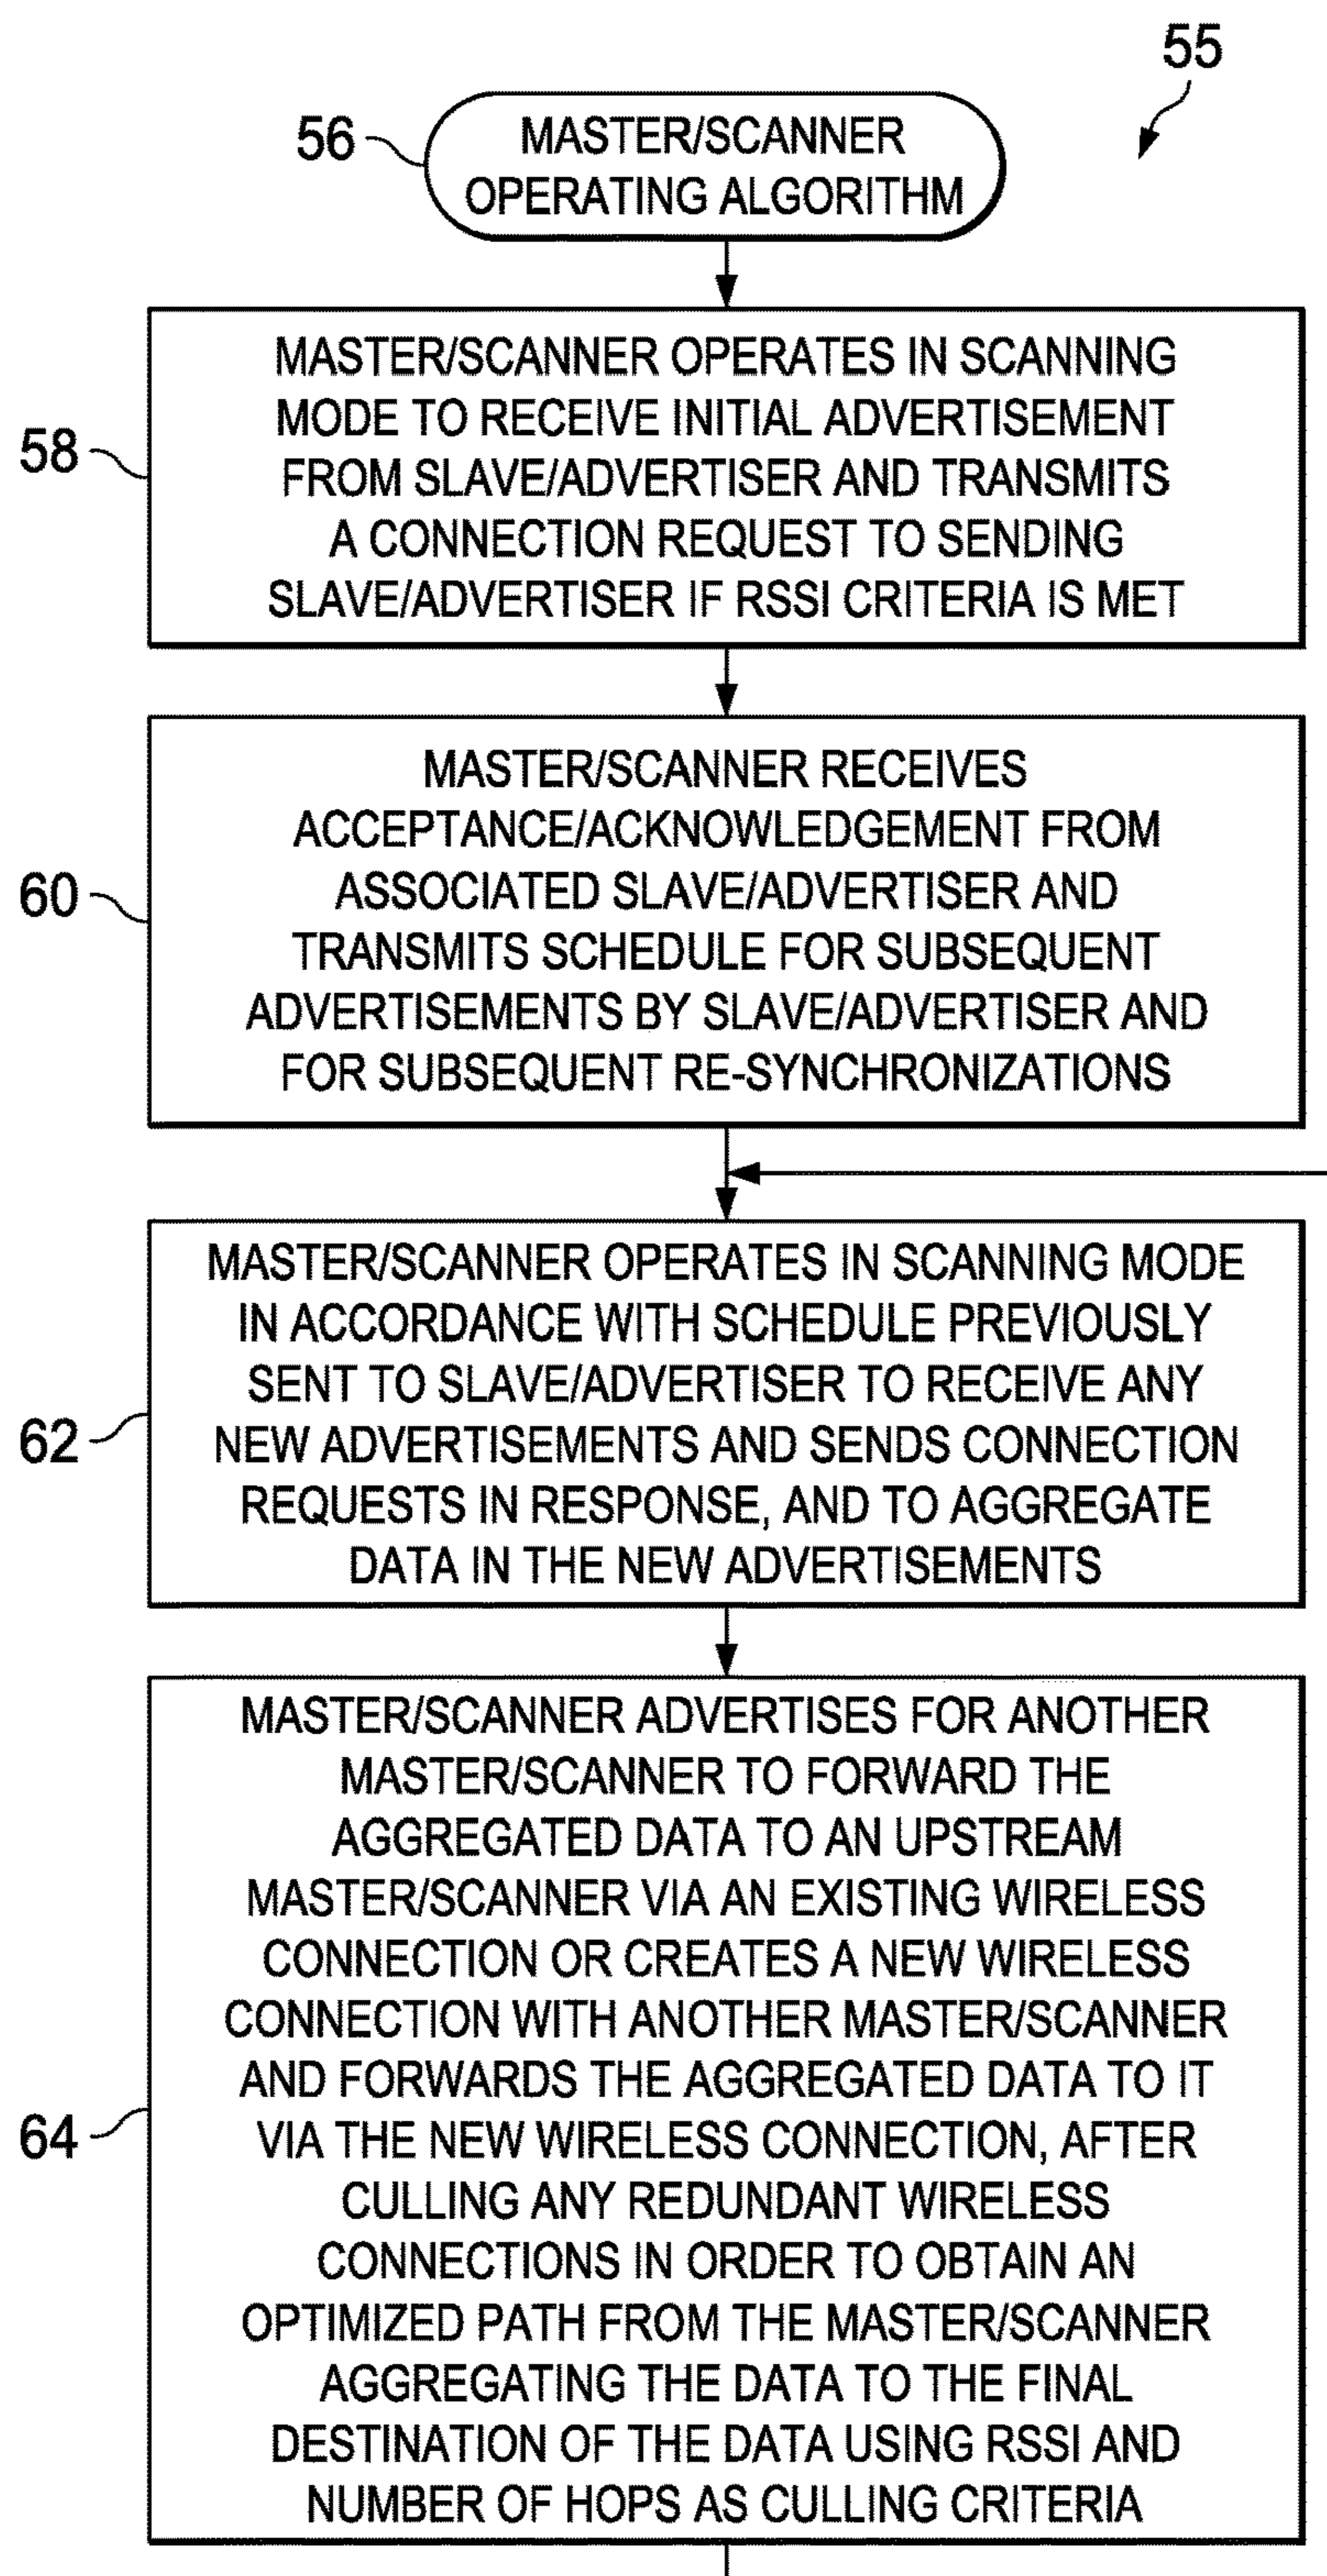 55
56
MASTER/SCANNER
OPERATING ALGORITHM
58
MASTER/SCANNER OPERATES IN SCANNING
MODE TO RECEIVE INITIAL ADVERTISEMENT
FROM SLAVE/ADVERTISER AND TRANSMITS
A CONNECTION REQUEST TO SENDING
SLAVE/ADVERTISER IF RSSI CRITERIA IS MET
60
MASTER/SCANNER RECEIVES
ACCEPTANCE/ACKNOWLEDGEMENT FROM
ASSOCIATED SLAVE/ADVERTISER AND
TRANSMITS SCHEDULE FOR SUBSEQUENT
ADVERTISEMENTS BY SLAVE/ADVERTISER AND
FOR SUBSEQUENT RE-SYNCHRONIZATIONS
62
MASTER/SCANNER OPERATES IN SCANNING MODE
IN ACCORDANCE WITH SCHEDULE PREVIOUSLY
SENT TO SLAVE/ADVERTISER TO RECEIVE ANY
NEW ADVERTISEMENTS AND SENDS CONNECTION
REQUESTS IN RESPONSE, AND TO AGGREGATE
DATA IN THE NEW ADVERTISEMENTS
64
MASTER/SCANNER ADVERTISES FOR ANOTHER
MASTER/SCANNER TO FORWARD THE
AGGREGATED DATA TO AN UPSTREAM
MASTER/SCANNER VIA AN EXISTING WIRELESS
CONNECTION OR CREATES A NEW WIRELESS
CONNECTION WITH ANOTHER MASTER/SCANNER
AND FORWARDS THE AGGREGATED DATA TO IT
VIA THE NEW WIRELESS CONNECTION, AFTER
CULLING ANY REDUNDANT WIRELESS
CONNECTIONS IN ORDER TO OBTAIN AN
OPTIMIZED PATH FROM THE MASTER/SCANNER
AGGREGATING THE DATA TO THE FINAL
DESTINATION OF THE DATA USING RSSI AND
NUMBER OF HOPS AS CULLING CRITERIA